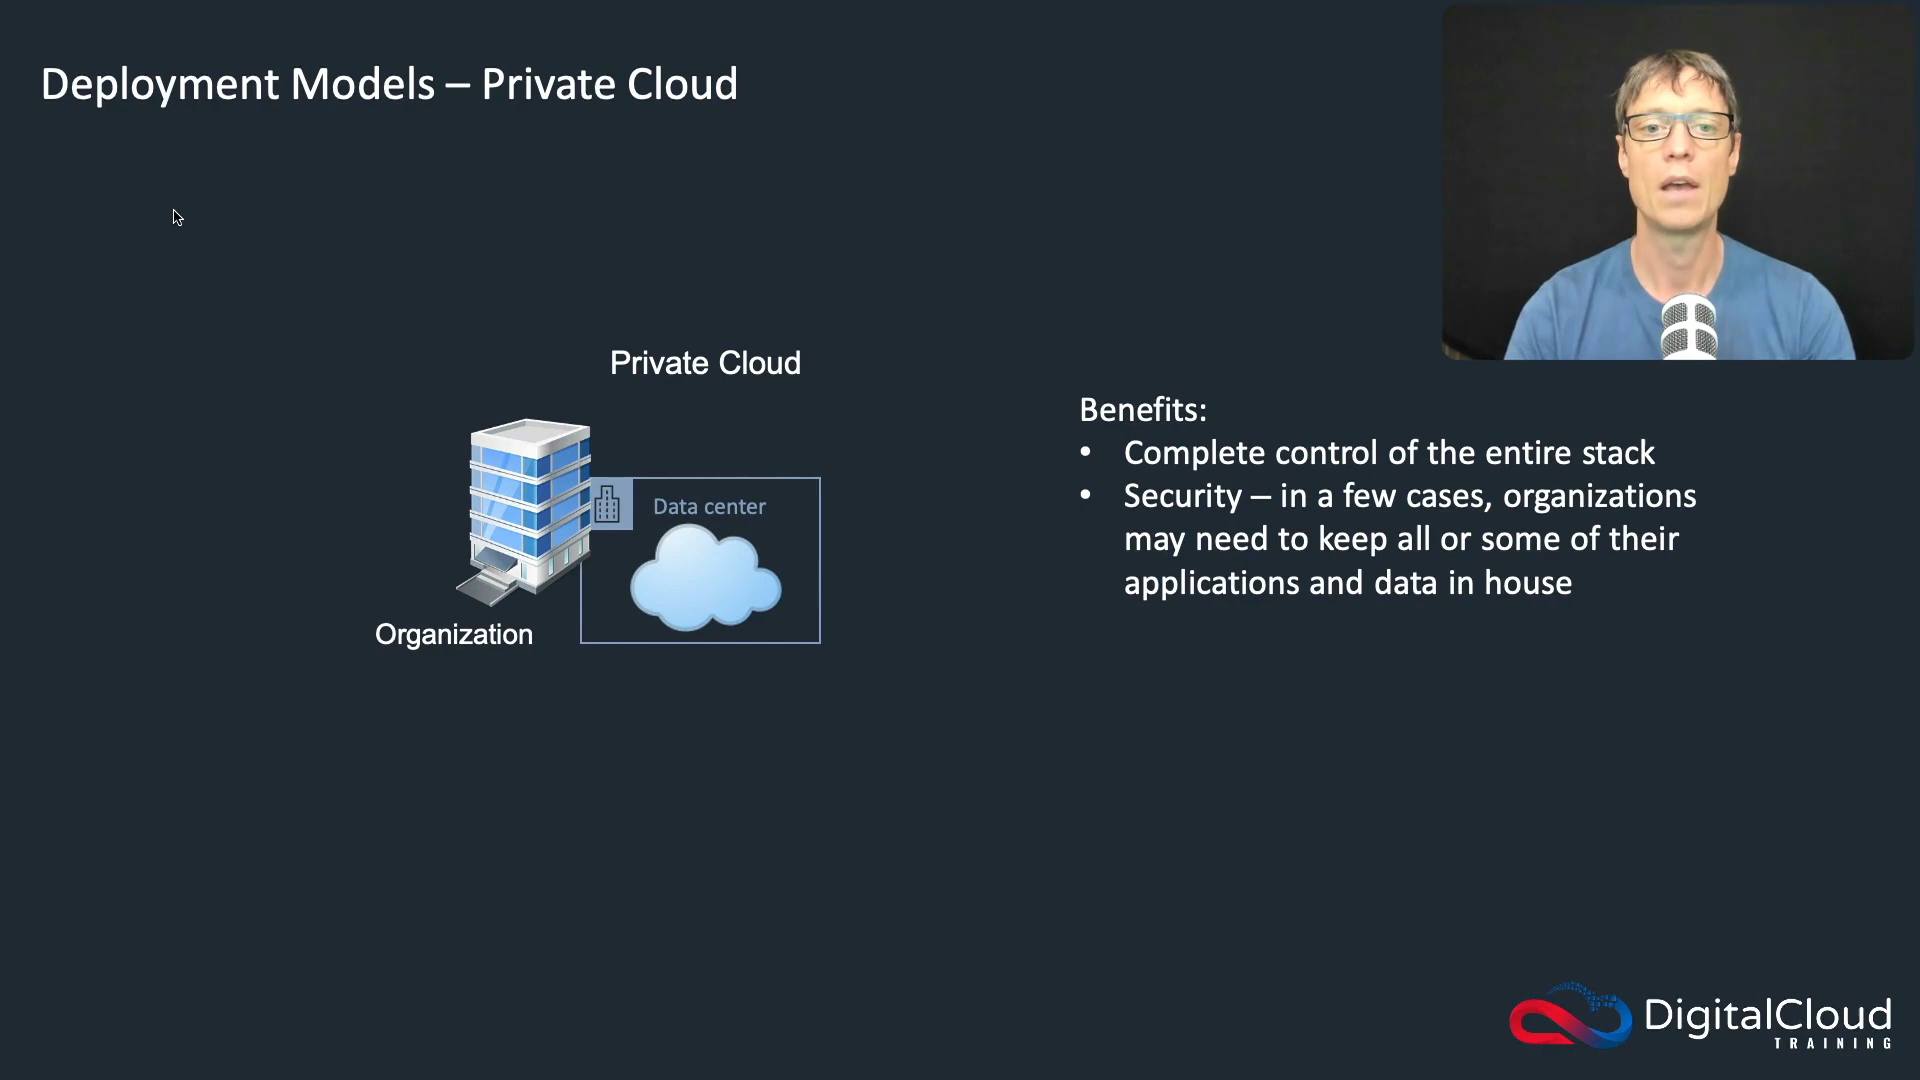 Deployment Models – Private Cloud
Private Cloud
Data center
Organization
Benefits:
• Complete control of the entire stack
• Security – in a few cases, organizations
may need to keep all or some of their
applications and data in house
DigitalCloud
TRAINING